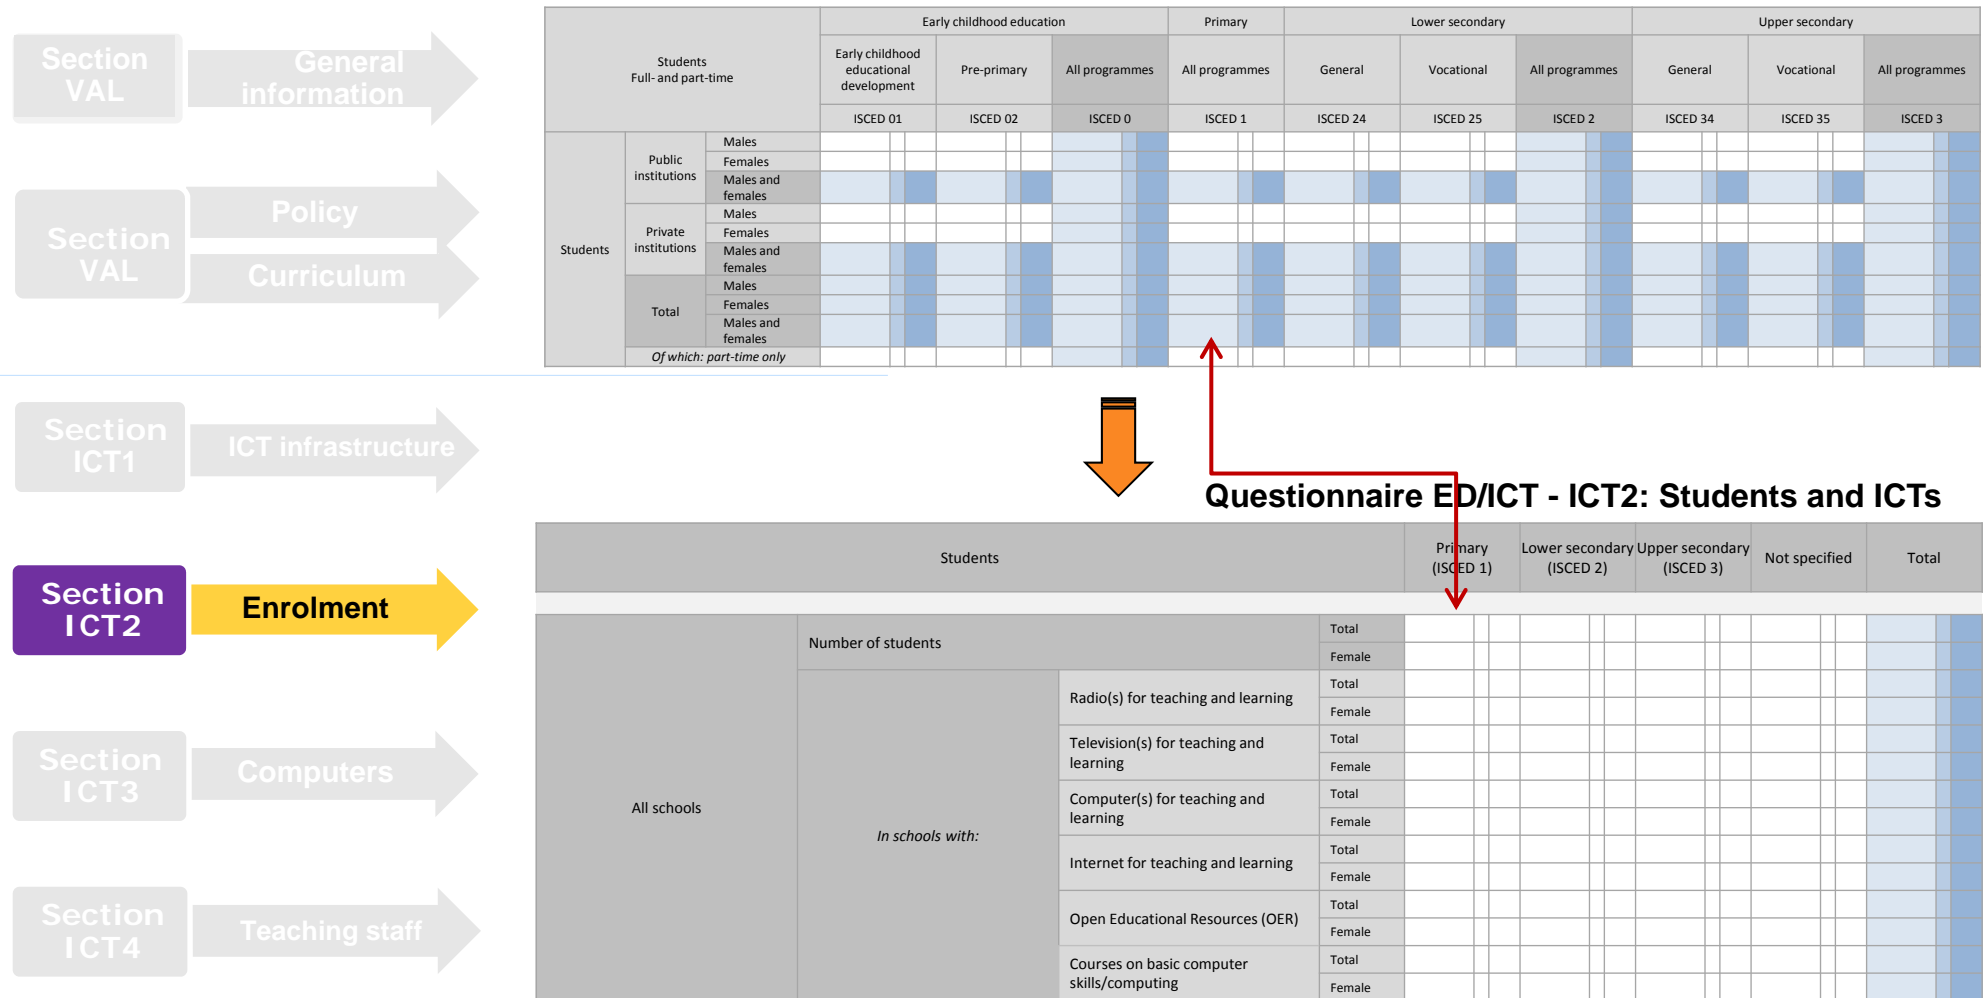 Section
VAL
General
information
Section
VAL
Policy
Curriculum
Students
Full- and part-time
Early childhood education
Primary
Lower secondary
Upper secondary
Early childhood
educational
development
Pre-primary
All programmes
All programmes
General
Vocational
All programmes
General
Vocational
All programmes
ISCED 01
ISCED 02
ISCED 0
ISCED 1
ISCED 24
ISCED 25
ISCED 2
ISCED 34
ISCED 35
ISCED 3
Students
Public
institutions
Males
Females
Males and
females
Private
institutions
Males
Females
Males and
females
Total
Males
Females
Males and
females
Of which: part-time only
Section
ICT1
ICT infrastructure
Questionnaire ED/ICT - ICT2: Students and ICTs
Section
ICT2
Enrolment
Students
Primary
(ISCED 1)
Lower secondary
(ISCED 2)
Upper secondary
(ISCED 3)
Not specified
Total
All schools
Number of students
Total
Female
In schools with:
Radio(s) for teaching and learning
Total
Female
Television(s) for teaching and
learning
Total
Female
Computer(s) for teaching and
learning
Total
Female
Internet for teaching and learning
Total
Female
Open Educational Resources (OER)
Total
Female
Courses on basic computer
skills/computing
Total
Female
Section
ICT3
Computers
Section
ICT4
Teaching staff